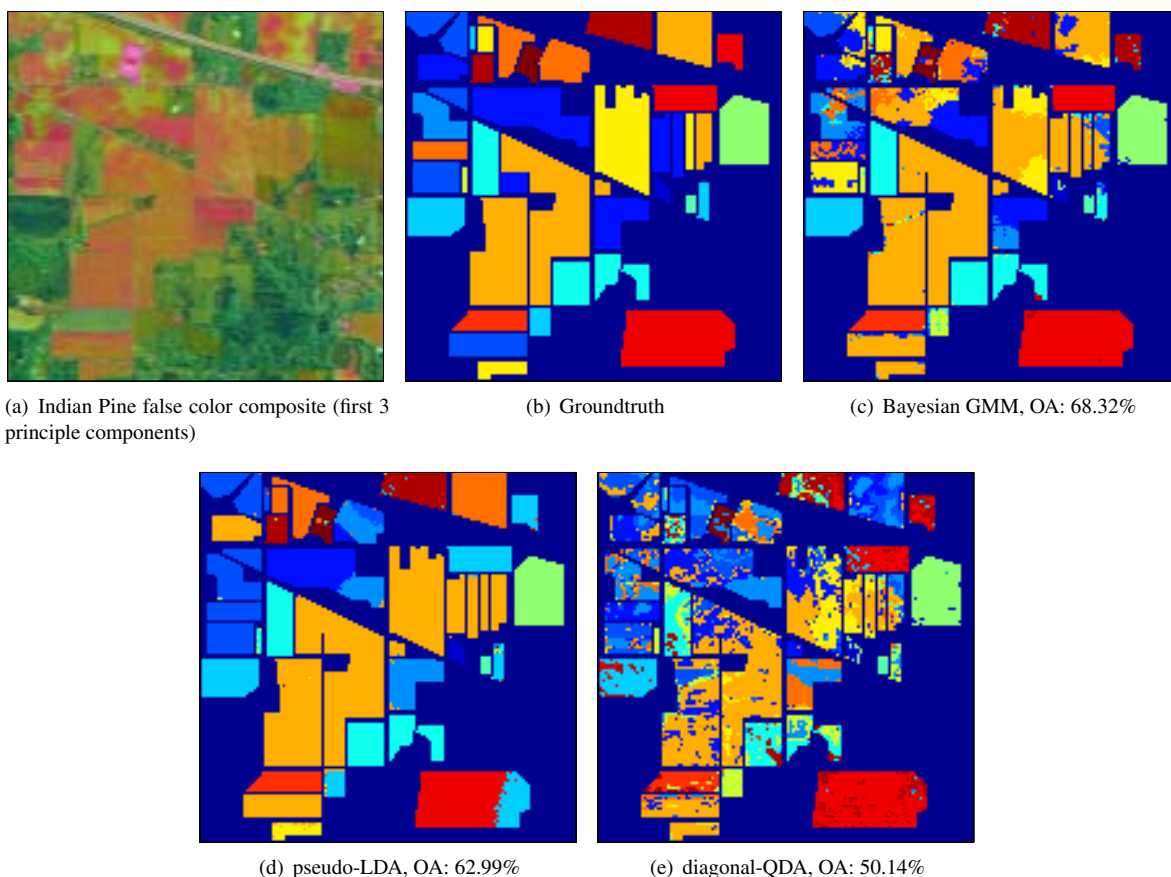 (a) Indian Pine false color composite (first 3
principle components)
(b) Groundtruth
(c) Bayesian GMM, OA: 68.32%
(d) pseudo-LDA, OA: 62.99%
(e) diagonal-QDA, OA: 50.14%